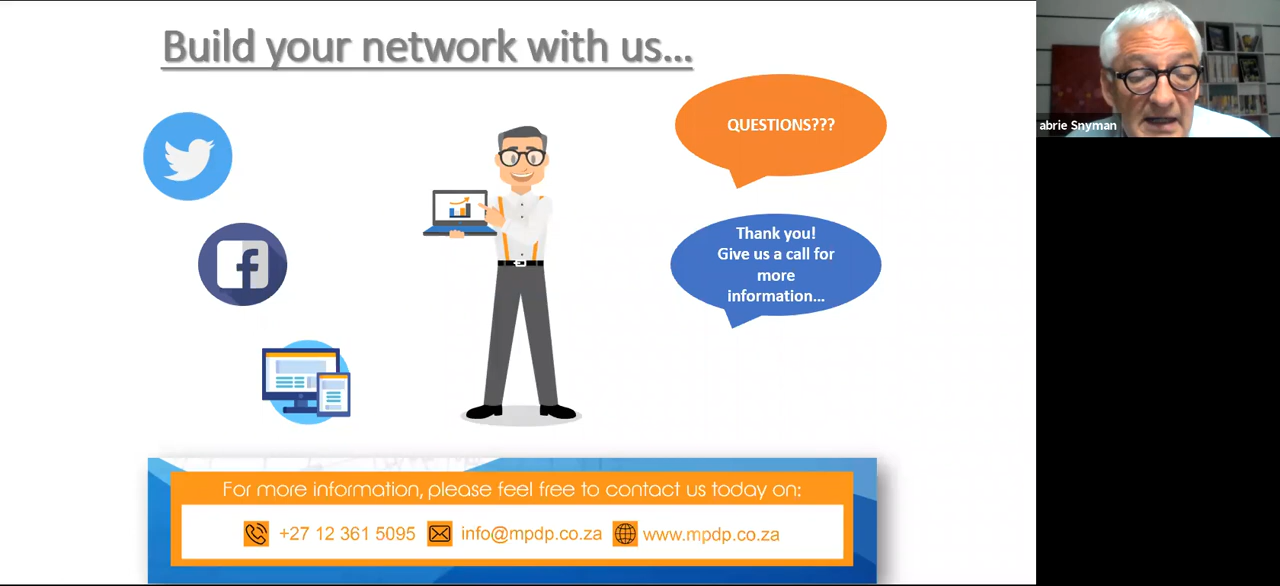 Build your network with us...
QUESTIONS???
Thank you!
Give us a call for
more
information...
abrie Snyman
For more information, please feel free to contact us today on:
+27 12 361 5095 info@mpdp.co.za www.mpdp.co.za